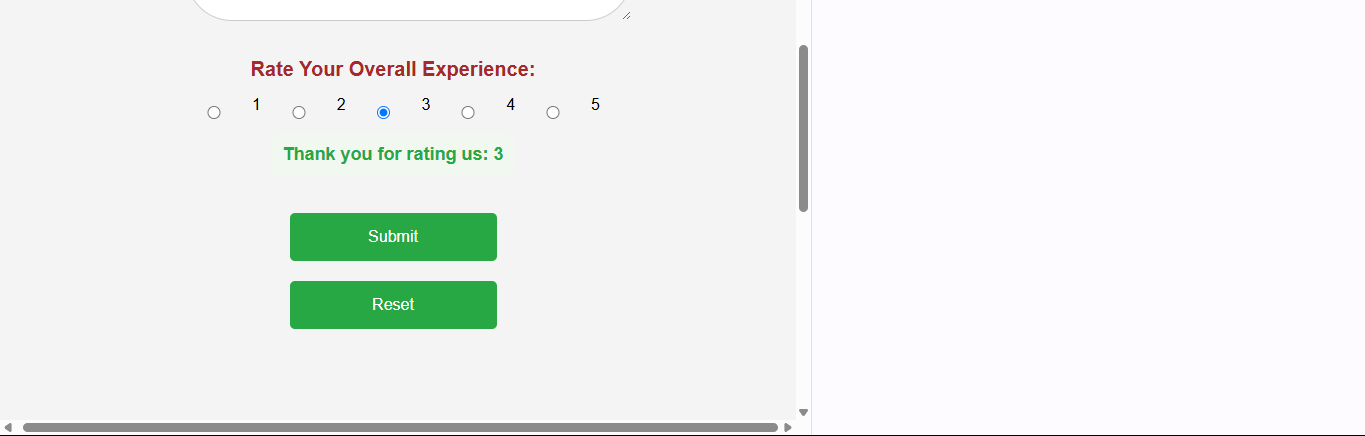 Rate Your Overall Experience:
1 2 3 4 5
Thank you for rating us: 3
Submit
Reset